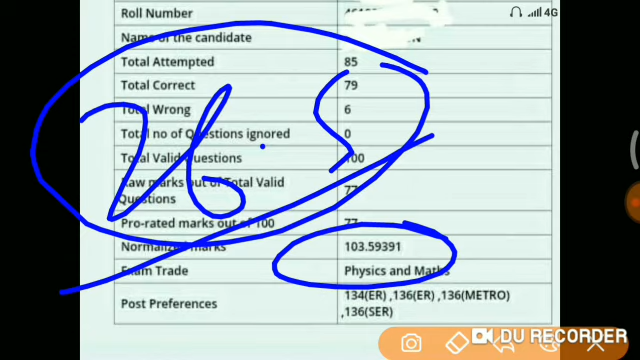 4G
Roll Number
Name of the candidate
Total Attempted 85
Total Correct 79
Total Wrong 6
Total no of Questions ignored 0
Total Valid Questions 100
Raw marks out of Total Valid Questions 77
Pro-rated marks out of 100 77
Normalized marks 103.59391
Exam Trade Physics and Maths
Post Preferences 134(ER) ,136(ER) ,136(METRO)
,136(SER)
26
DU RECORDER